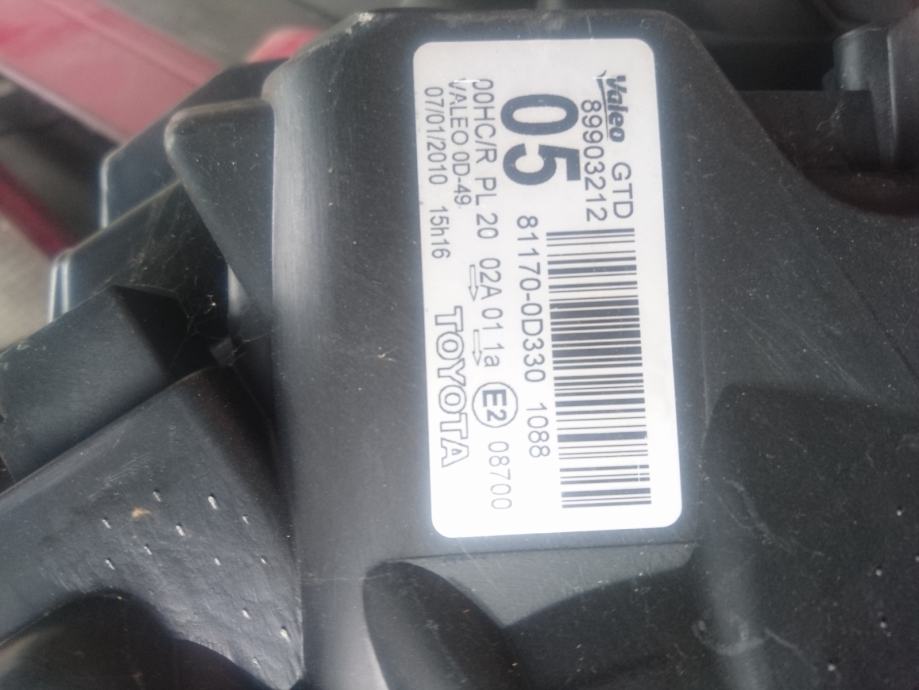 Valeo GTD
89903212
05 81170-0D330 1088
00HC/R PL 20 02A 01 1a E2 08700
VALEO 0D-49
07/01/2010 15h16 TOYOTA